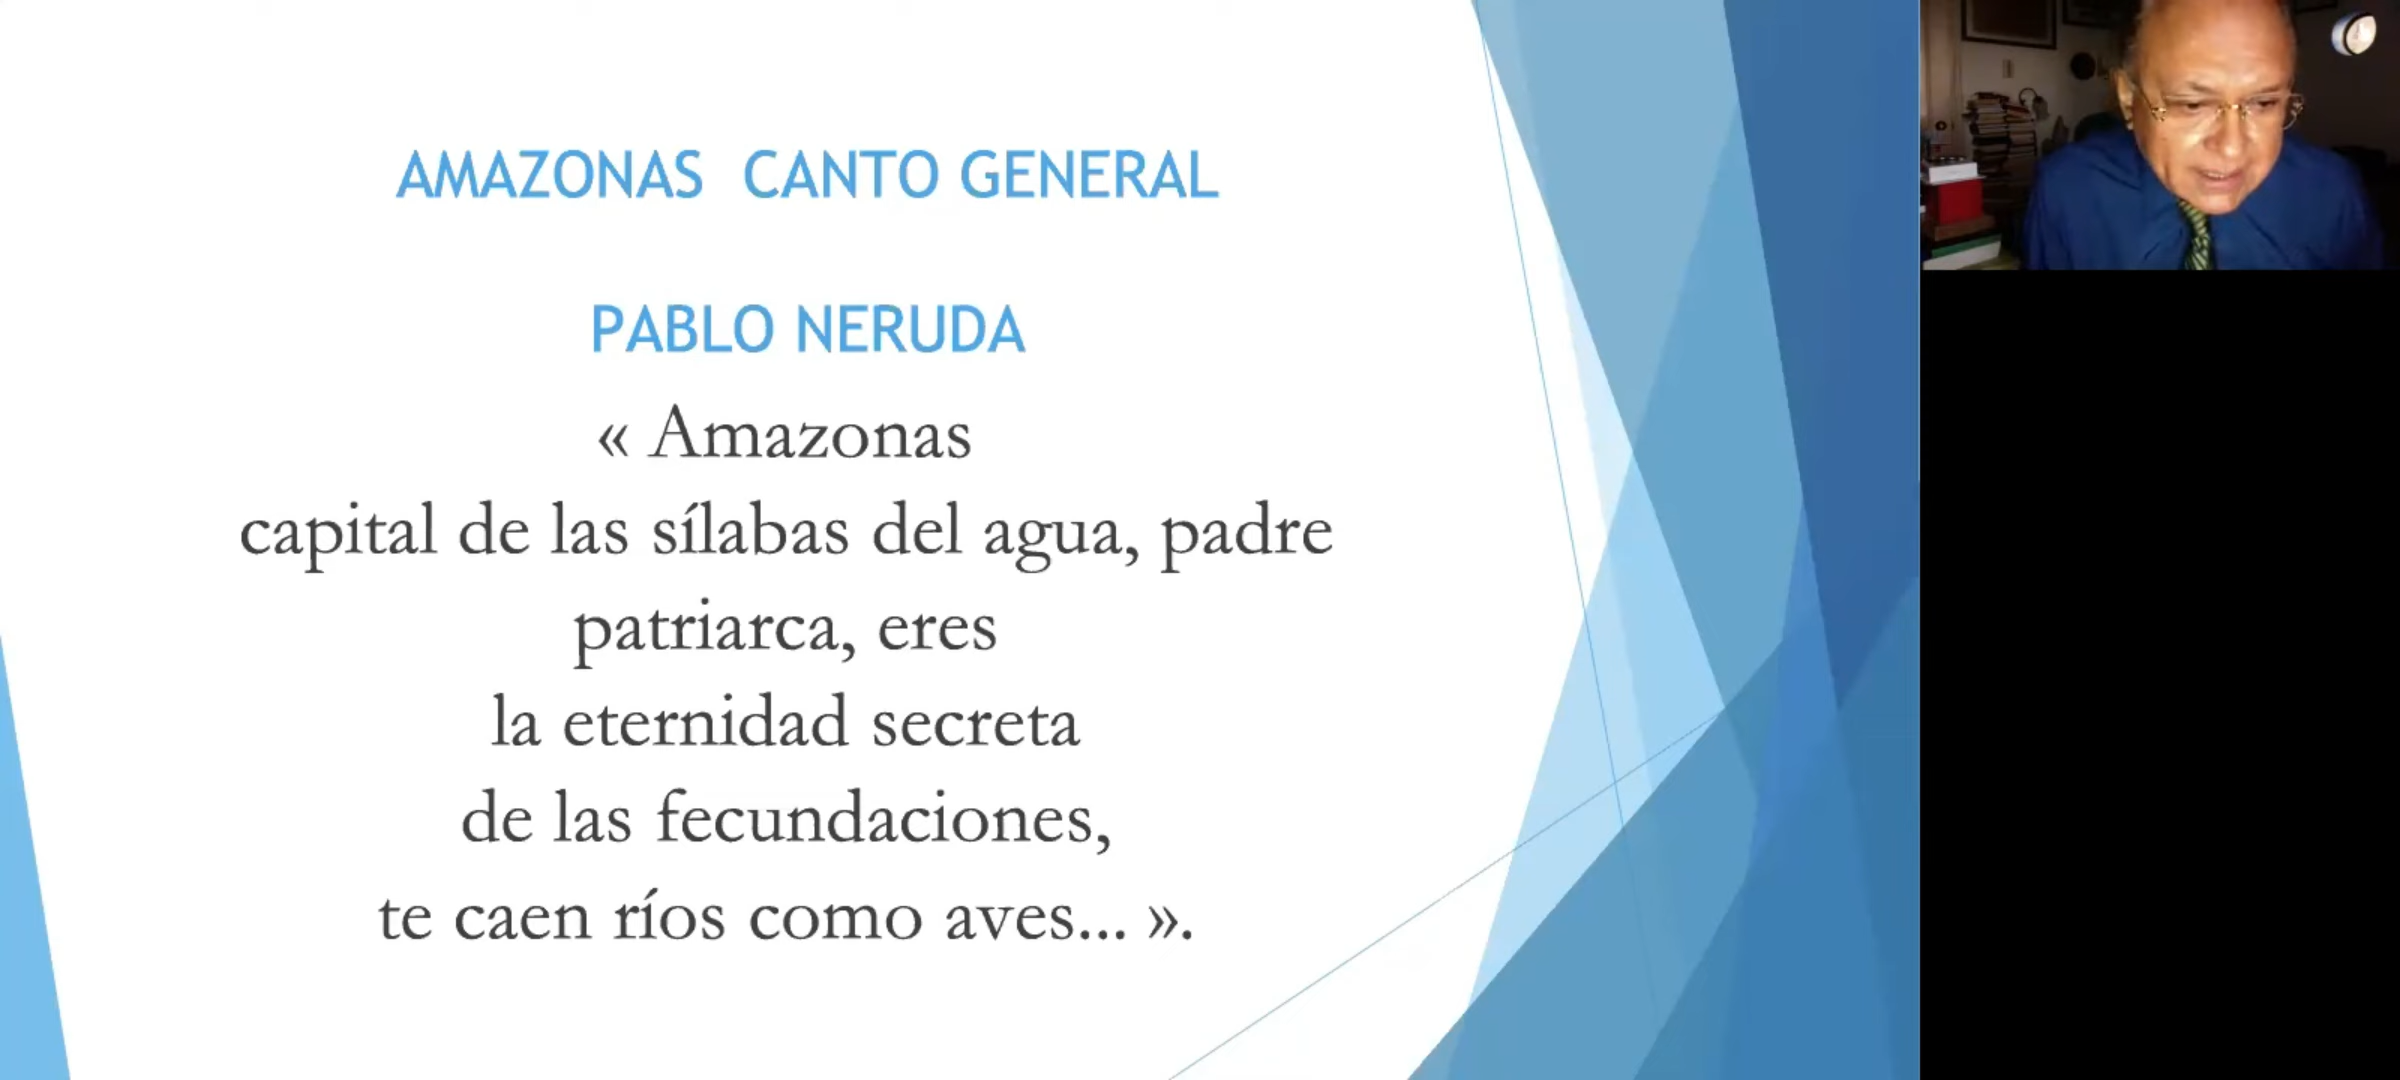 AMAZONAS CANTO GENERAL
PABLO NERUDA
« Amazonas
capital de las sílabas del agua, padre
patriarca, eres
la eternidad secreta
de las fecundaciones,
te caen ríos como aves... ».